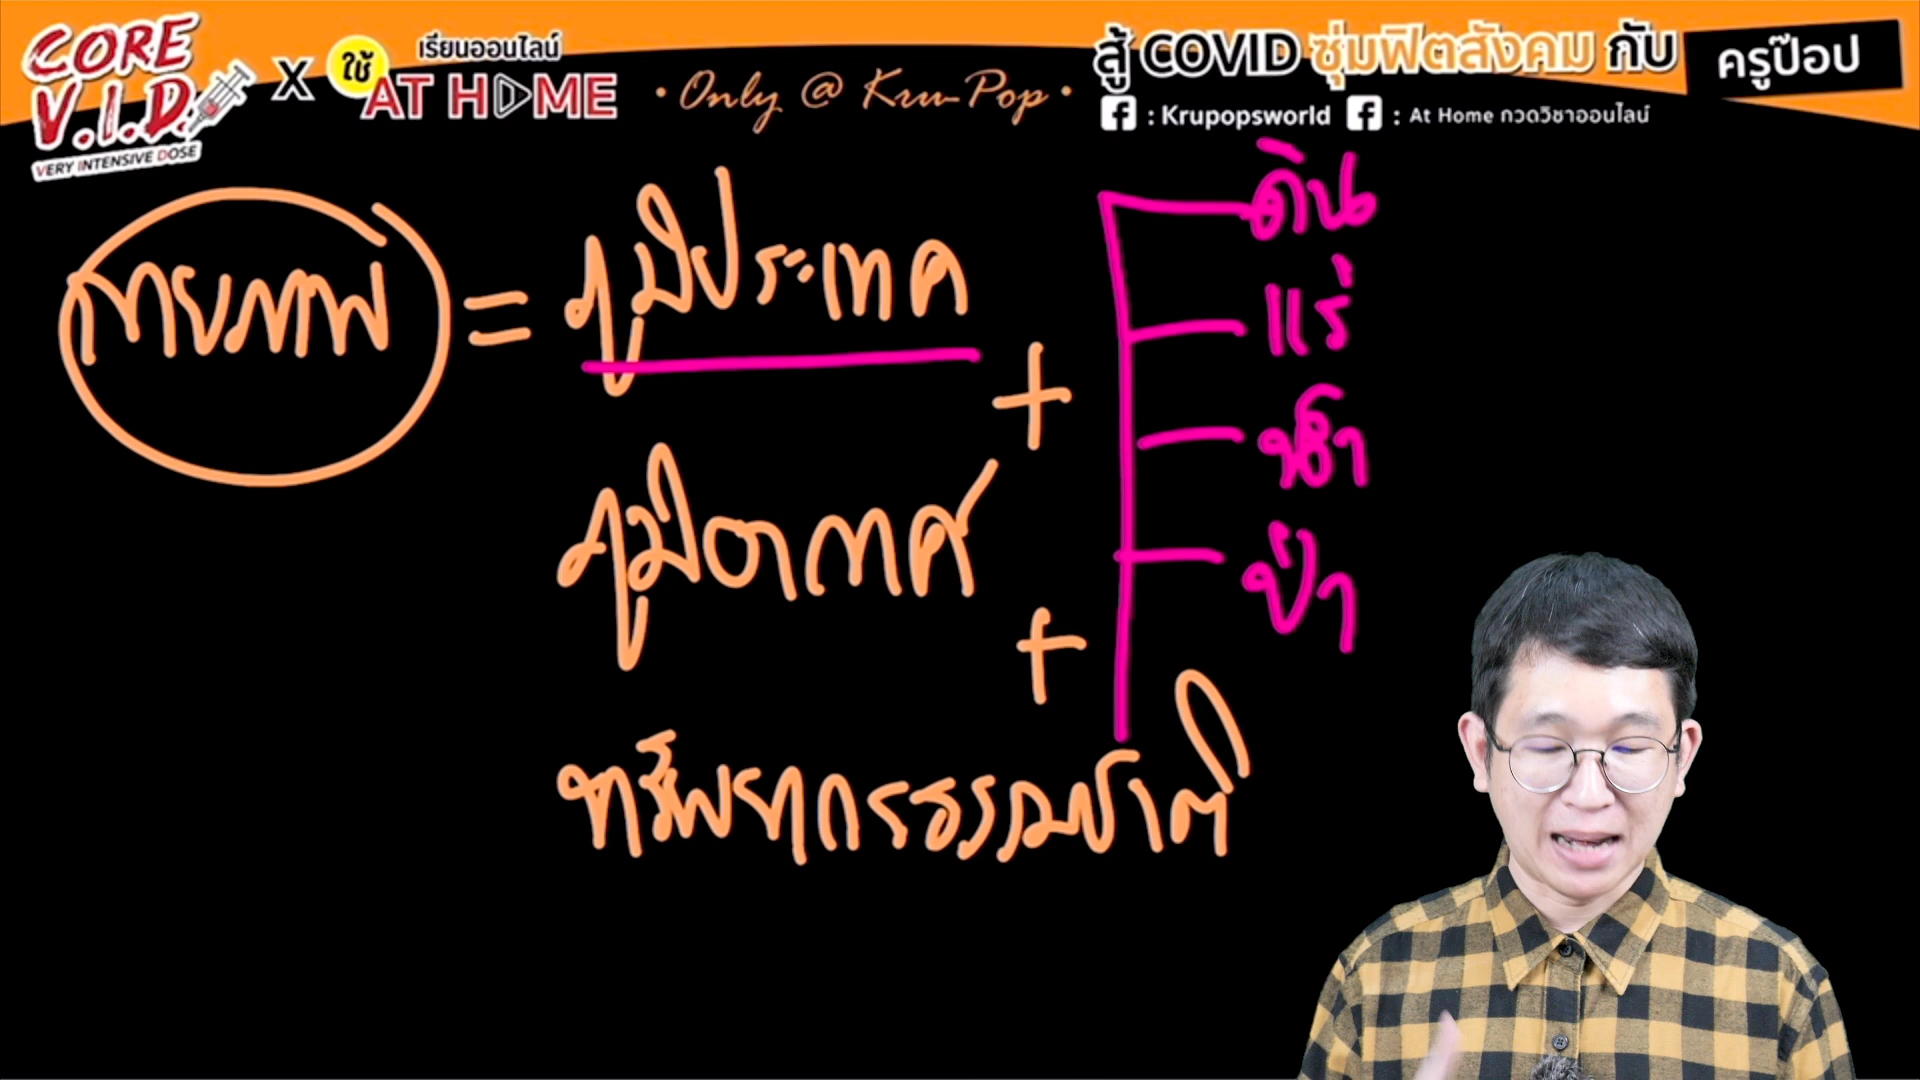 CORE
V.I.D.
VERY INTENSIVE DOSE
X
ใช้
เรียนออนไลน์
AT HOME
• Only @ Kru-Pop •
สู้ COVID ซุ่มฟิตสังคม กับ
ครูป๊อป
: Krupopsworld
: At Home กวดวิชาออนไลน์
กายภาพ = ภูมิประเทศ
+
ภูมิอากาศ
+
ทรัพยากรธรรมชาติ
ดิน
แร่
น้ำ
ป่า